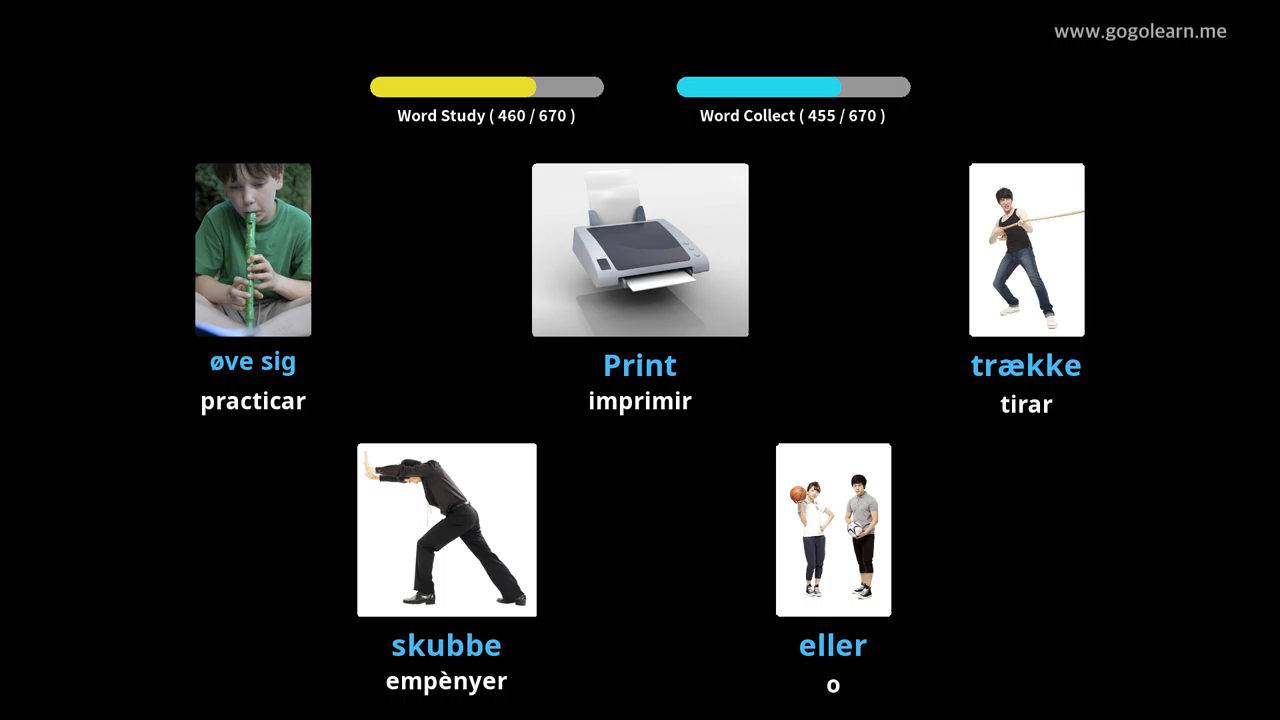 www.gogolearn.me
Word Study ( 460 / 670 )
Word Collect ( 455 / 670 )
øve sig
practicar
Print
imprimir
trække
tirar
skubbe
empènyer
eller
o